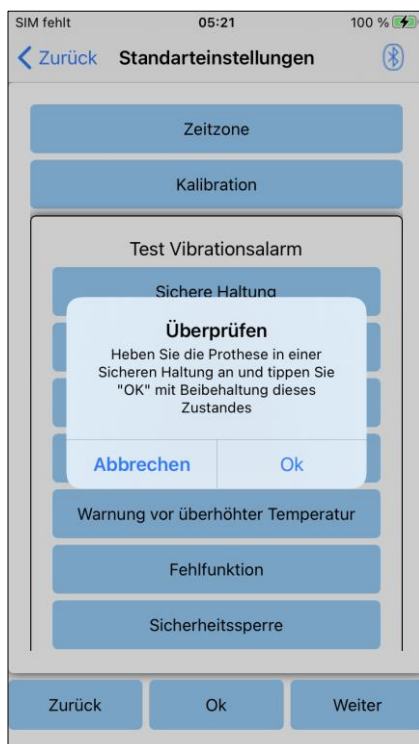 SIM fehlt 05:21 100 %
Zurück Standarteinstellungen
Zeitzone
Kalibration
Test Vibrationsalarm
Sichere Haltung
Überprüfen
Heben Sie die Prothese in einer
Sicheren Haltung an und tippen Sie
"OK" mit Beibehaltung dieses
Zustandes
Abbrechen Ok
Warnung vor überhöhter Temperatur
Fehlfunktion
Sicherheitssperre
Zurück Ok Weiter